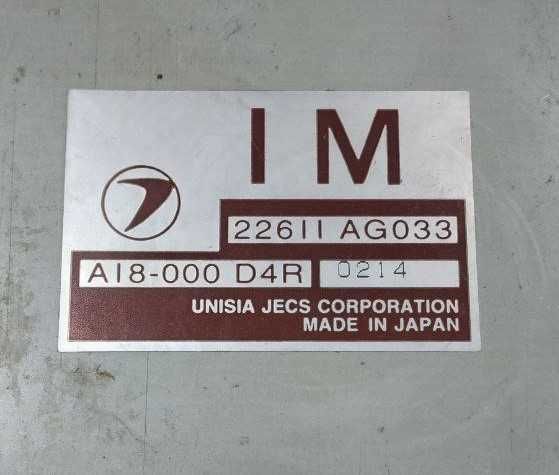 IM
22611 AG033
A18-000 D4R 0214
UNISIA JECS CORPORATION
MADE IN JAPAN